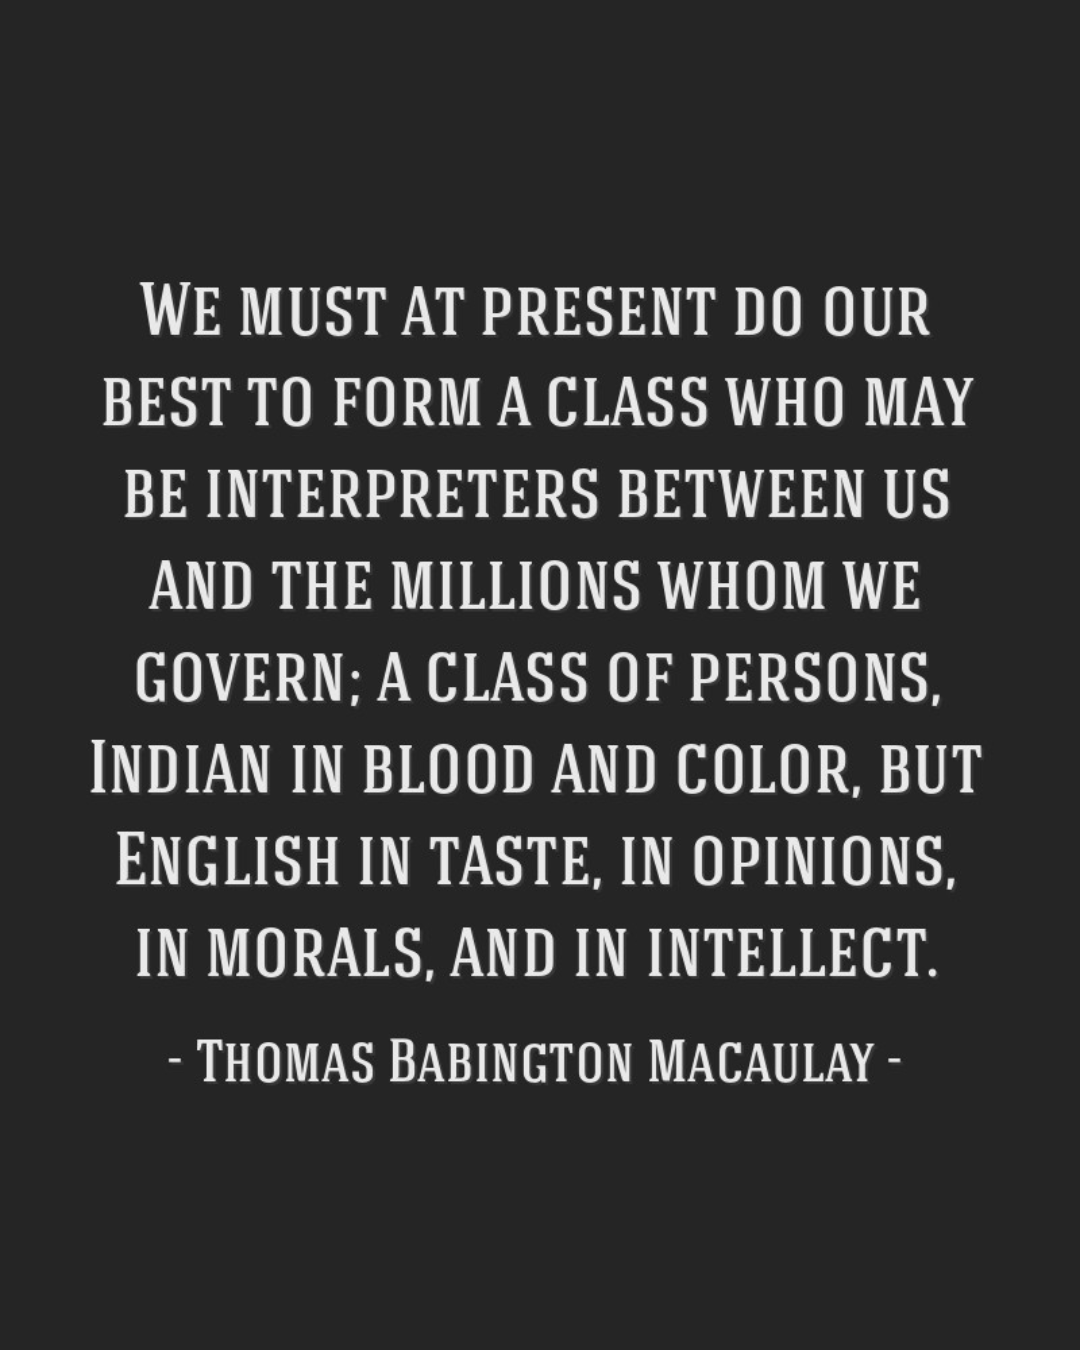 We must at present do our
best to form a class who may
be interpreters between us
and the millions whom we
govern; a class of persons,
Indian in blood and color, but
English in taste, in opinions,
in morals, and in intellect.
- Thomas Babington Macaulay -